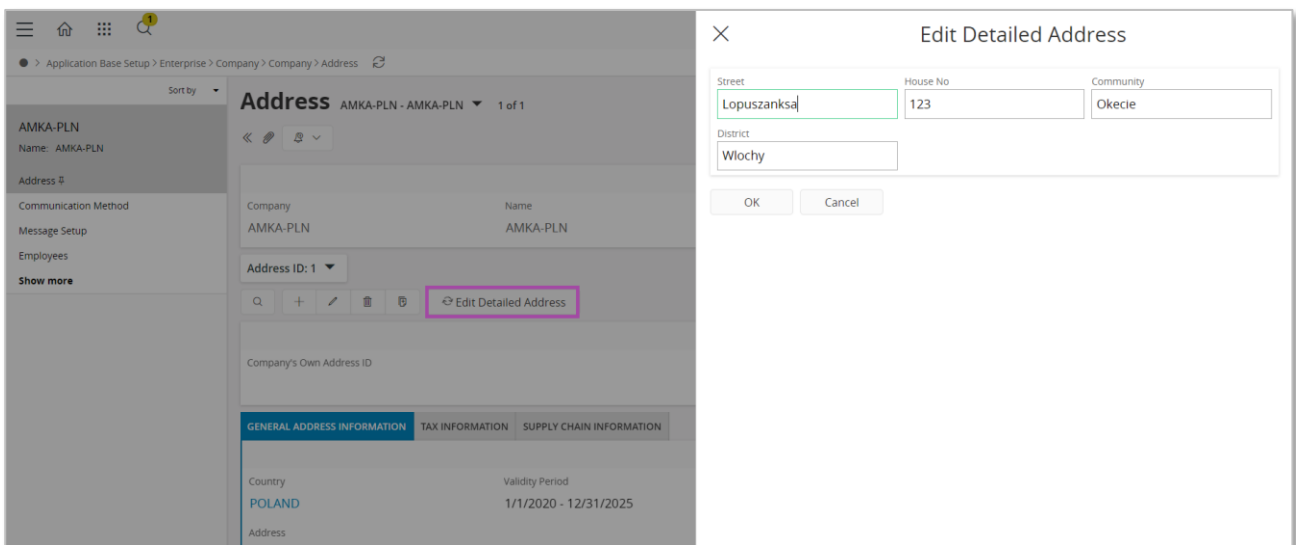 1
Application Base Setup > Enterprise > Company > Company > Address
Sort by
AMKA-PLN
Name: AMKA-PLN
Address
Communication Method
Message Setup
Employees
Show more
Address AMKA-PLN - AMKA-PLN 1 of 1
Company Name
AMKA-PLN AMKA-PLN
Address ID: 1
Edit Detailed Address
Company's Own Address ID
GENERAL ADDRESS INFORMATION TAX INFORMATION SUPPLY CHAIN INFORMATION
Country Validity Period
POLAND 1/1/2020 - 12/31/2025
Address
Edit Detailed Address
Street House No Community
Lopuszanksa 123 Okecie
District
Wlochy
OK Cancel